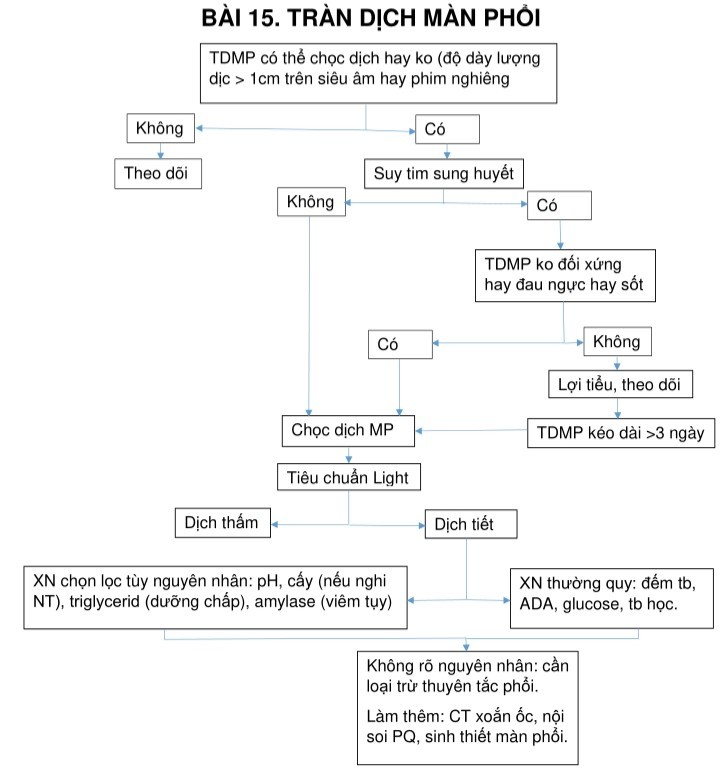 BÀI 15. TRÀN DỊCH MÀN PHỔI
TDMP có thể chọc dịch hay ko (độ dày lượng
dịc > 1cm trên siêu âm hay phim nghiêng
Không
Có
Theo dõi
Suy tim sung huyết
Không
Có
TDMP ko đối xứng
hay đau ngực hay sốt
Có
Không
Lợi tiểu, theo dõi
Chọc dịch MP
TDMP kéo dài >3 ngày
Tiêu chuẩn Light
Dịch thấm
Dịch tiết
XN chọn lọc tùy nguyên nhân: pH, cấy (nếu nghi
NT), triglycerid (dưỡng chấp), amylase (viêm tụy)
XN thường quy: đếm tb,
ADA, glucose, tb học.
Không rõ nguyên nhân: cần
loại trừ thuyên tắc phổi.
Làm thêm: CT xoắn ốc, nội
soi PQ, sinh thiết màn phổi.